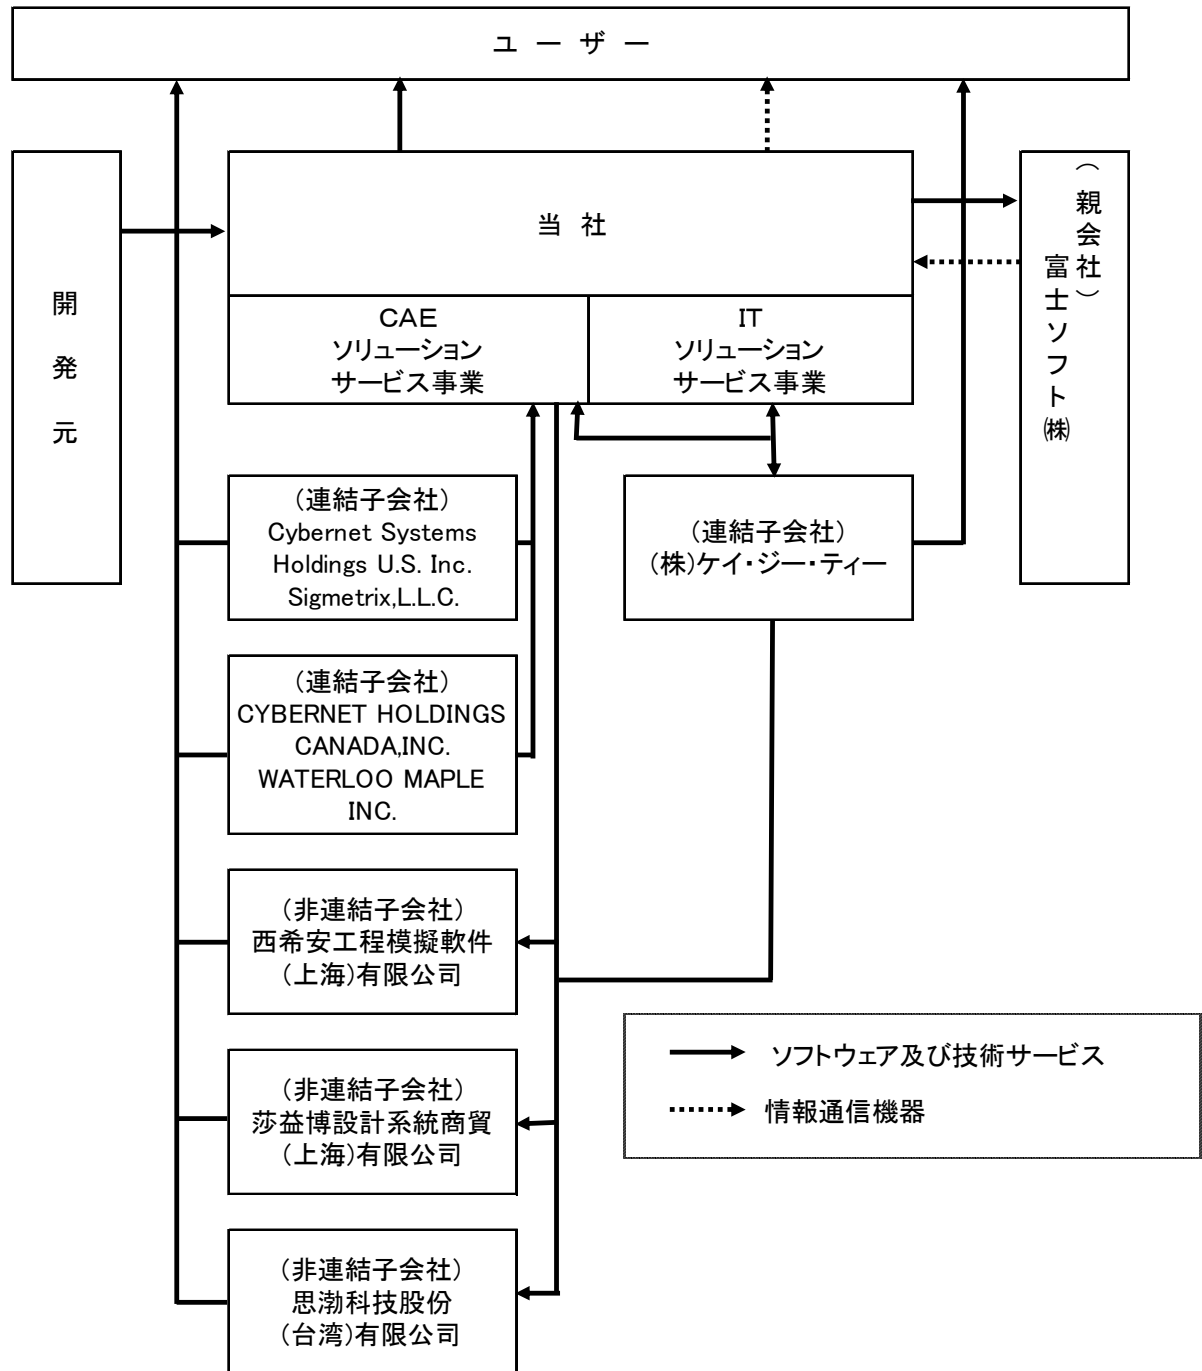 ユーザー
開発元
当社
CAE
ソリューション
サービス事業
IT
ソリューション
サービス事業
(親会社)
富士ソフト㈱
(連結子会社)
Cybernet Systems
Holdings U.S. Inc.
Sigmetrix,L.L.C.
(連結子会社)
(株)ケイ・ジー・ティー
(連結子会社)
CYBERNET HOLDINGS
CANADA,INC.
WATERLOO MAPLE
INC.
(非連結子会社)
西希安工程模擬軟件
(上海)有限公司
(非連結子会社)
莎益博設計系統商貿
(上海)有限公司
(非連結子会社)
思渤科技股份
(台湾)有限公司
ソフトウェア及び技術サービス
情報通信機器